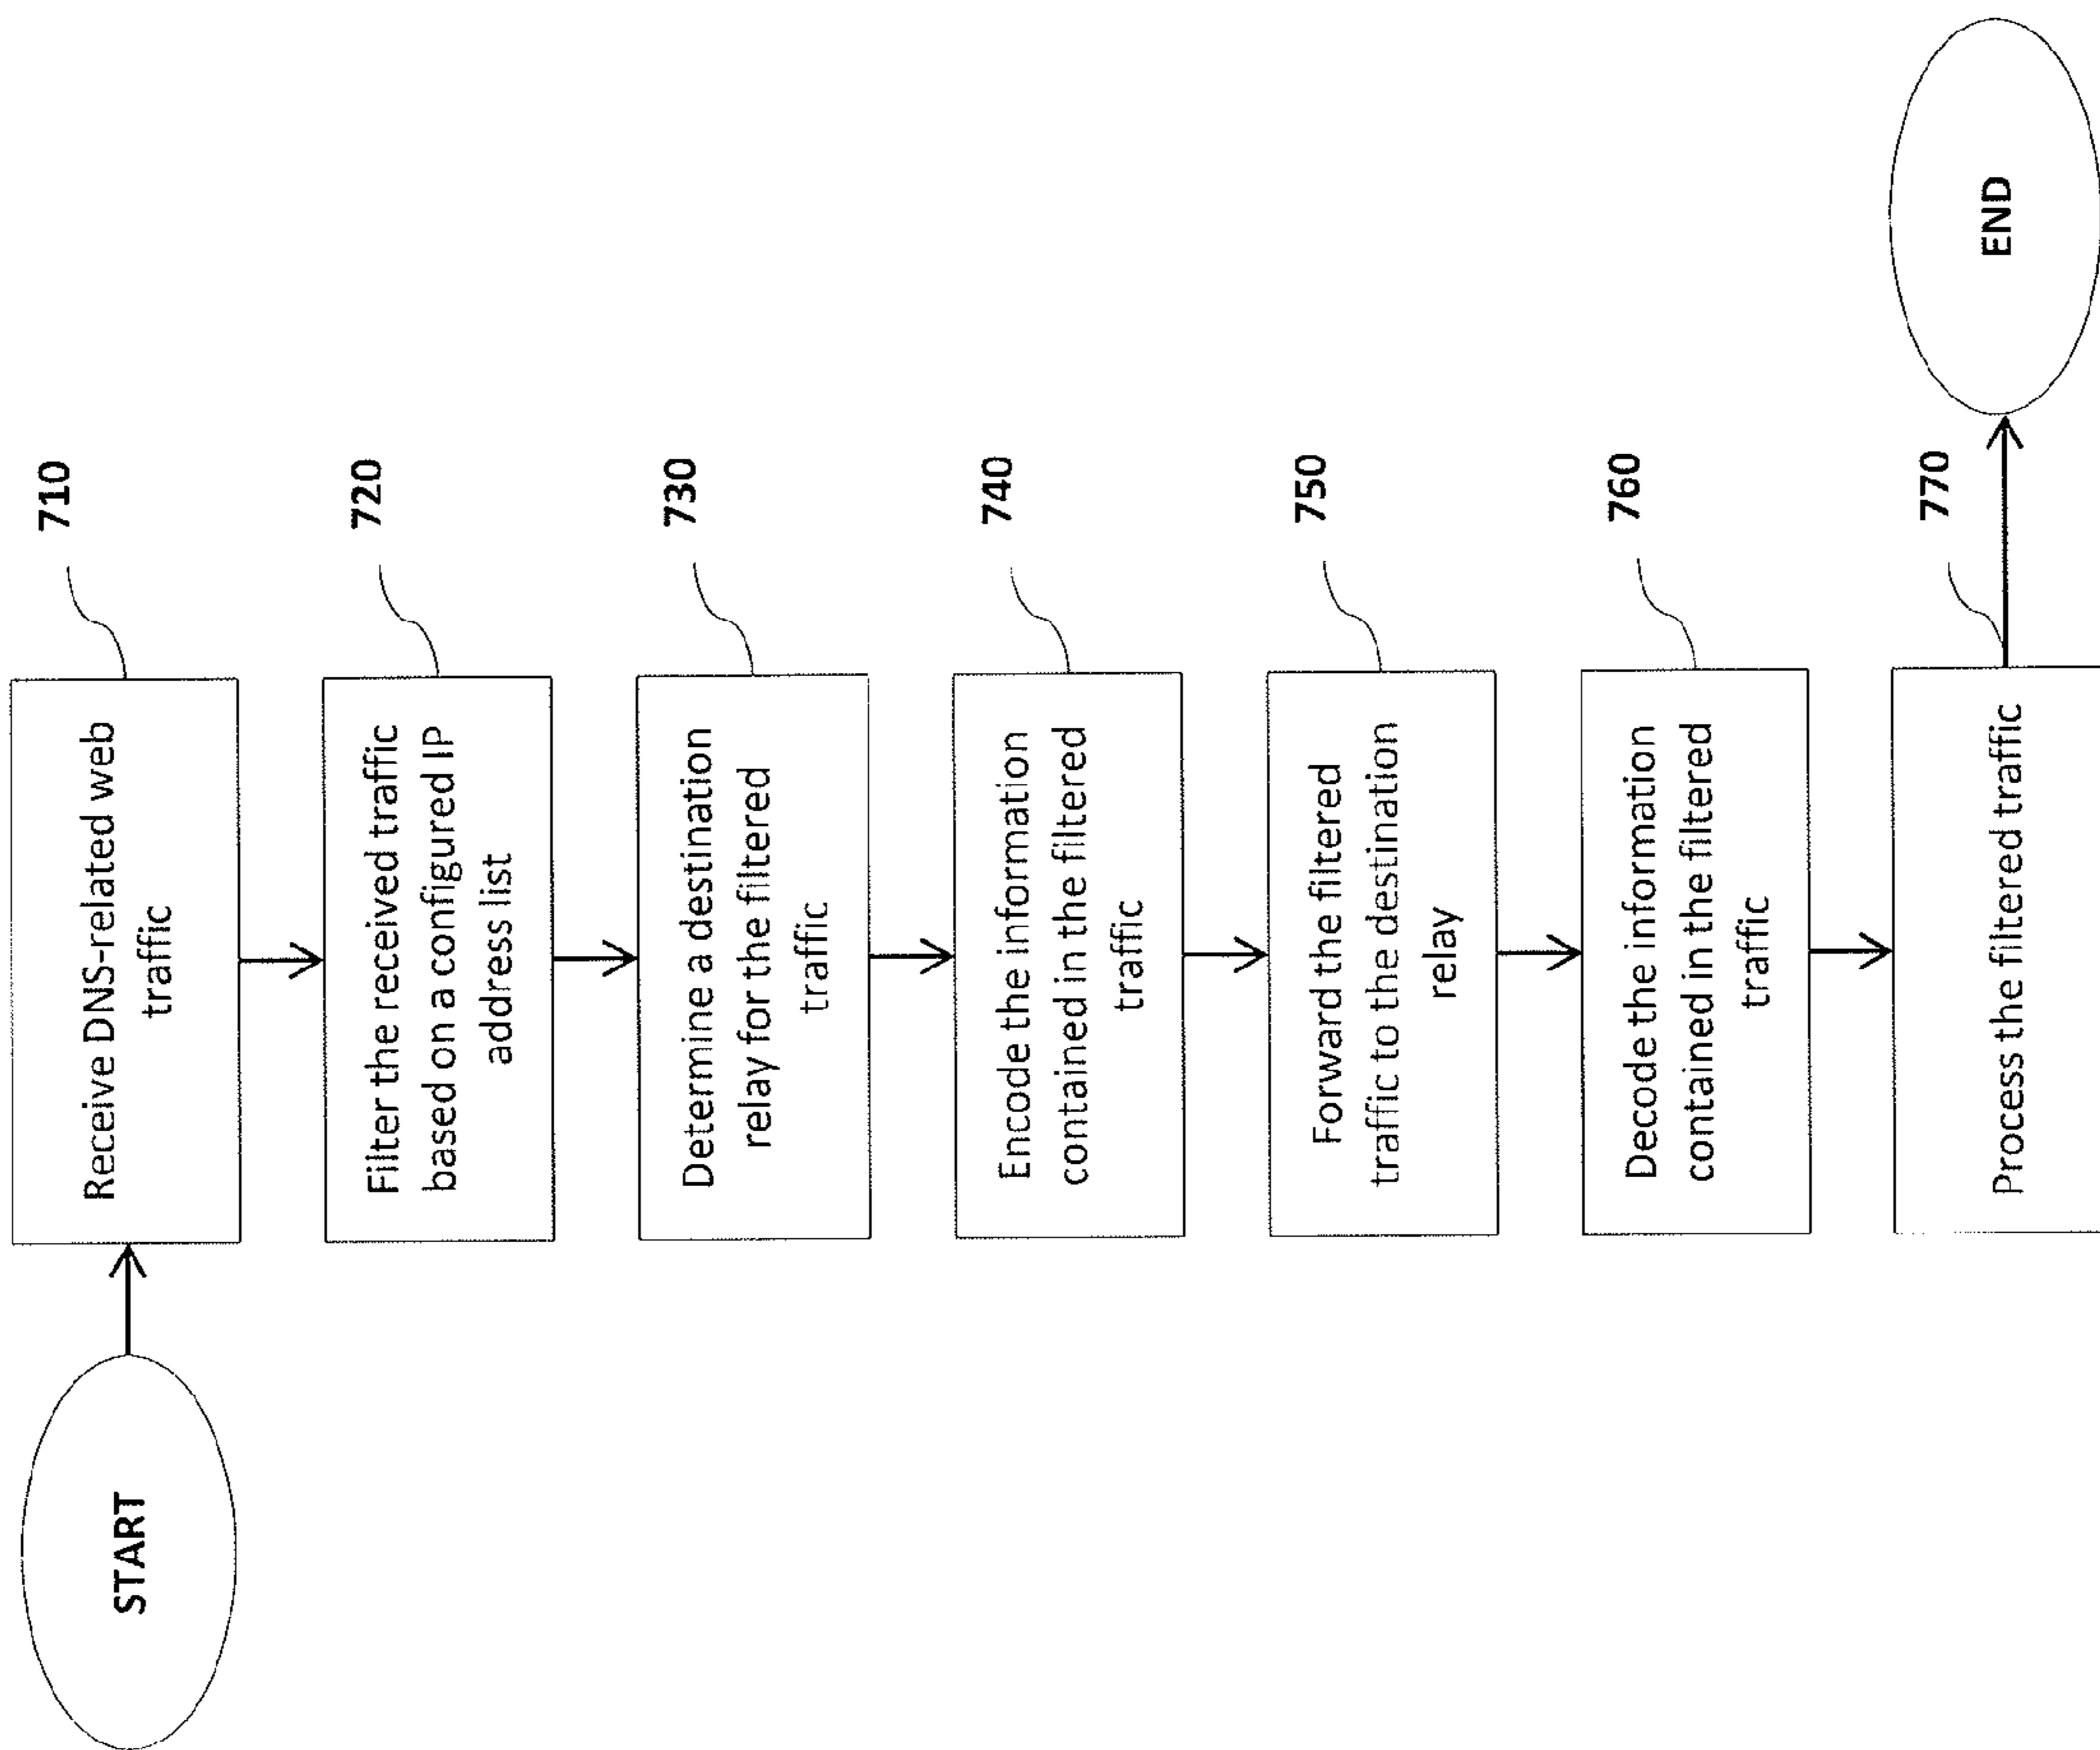 START
Receive DNS-related web
traffic
710
Filter the received traffic
based on a configured IP
address list
720
Determine a destination
relay for the filtered
traffic
730
Encode the information
contained in the filtered
traffic
740
Forward the filtered
traffic to the destination
relay
750
Decode the information
contained in the filtered
traffic
760
Process the filtered traffic
770
END